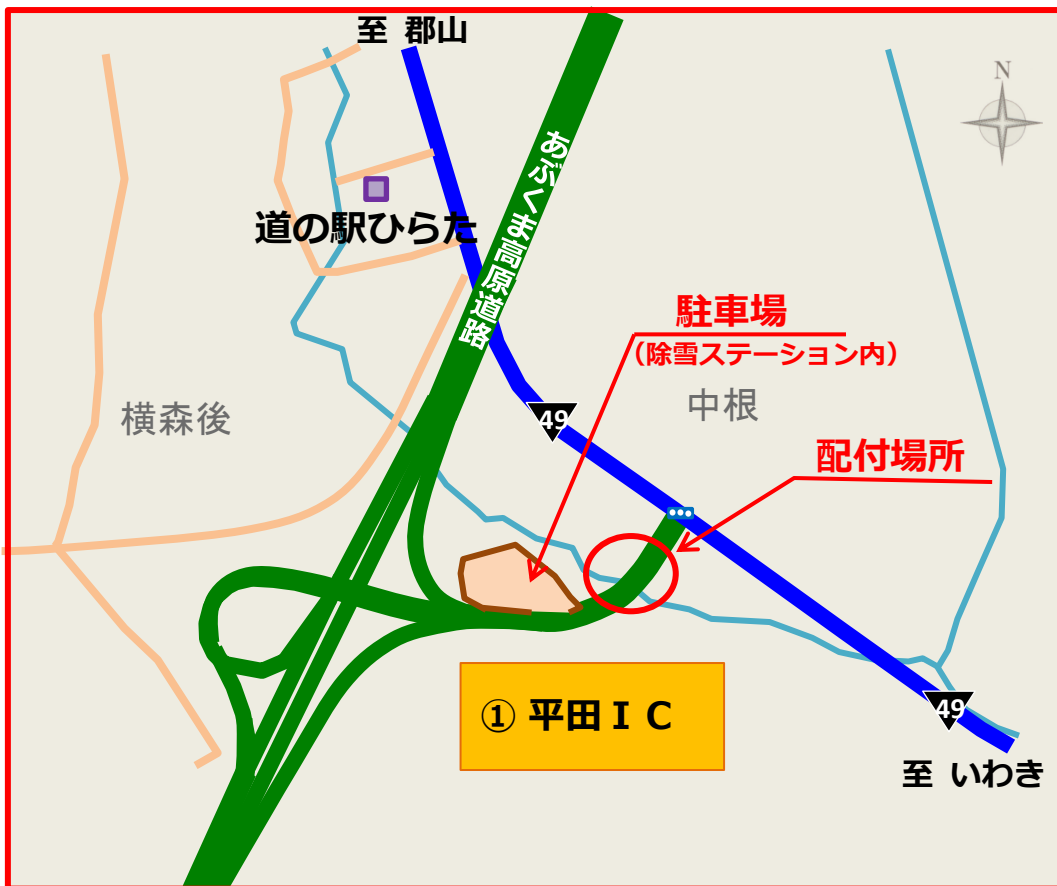 至 郡山
N
あぶくま高原道路
道の駅ひらた
駐車場
（除雪ステーション内）
横森後
49
中根
配付場所
① 平田ＩＣ
49
至 いわき